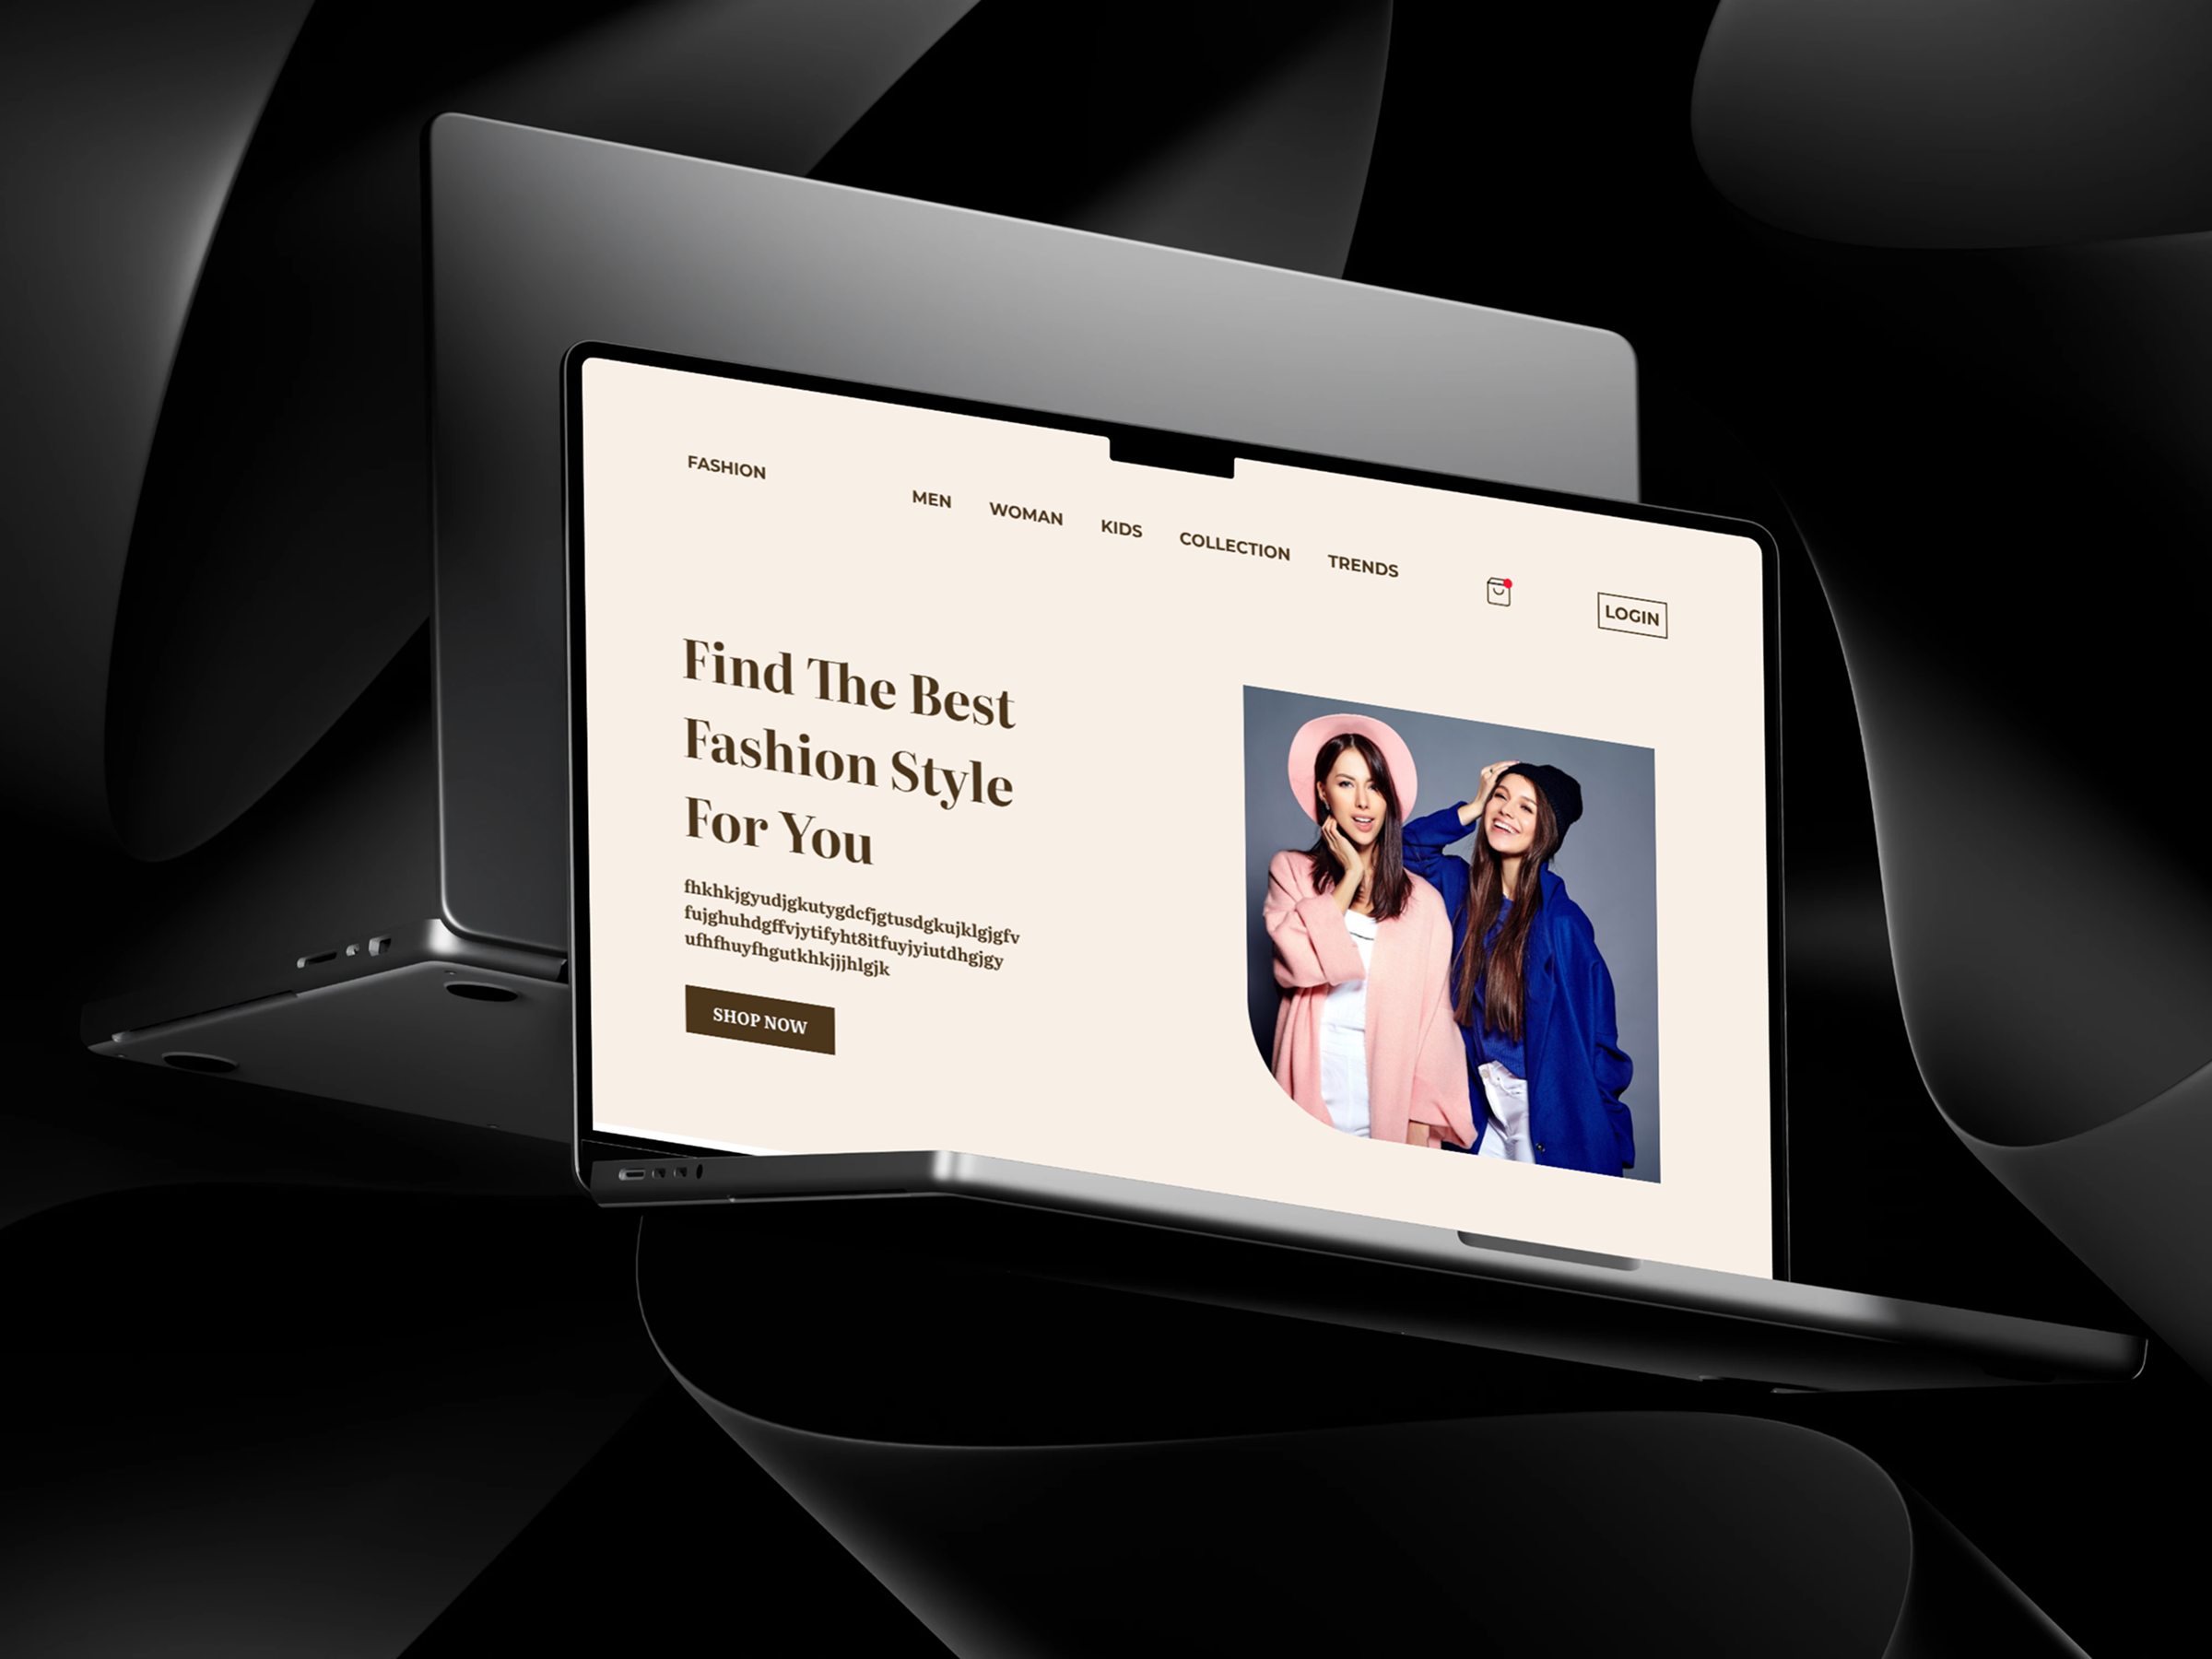 FASHION
MEN WOMAN KIDS COLLECTION TRENDS
LOGIN
Find The Best
Fashion Style
For You
fhkhkjgyudjgkutygdcfjgtusdgkujklgjgfv
fujghuhdgffvjytifyht8itfuyjyiutdhgjgy
ufhfhuyfhgutkhkjjjhlgjk
SHOP NOW